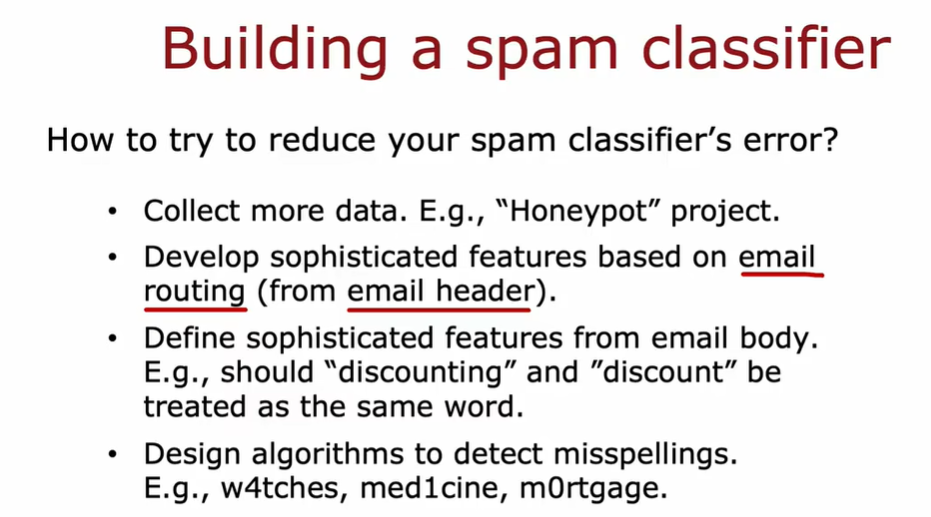 Building a spam classifier
How to try to reduce your spam classifier’s error?
• Collect more data. E.g., “Honeypot” project.
• Develop sophisticated features based on email
routing (from email header).
• Define sophisticated features from email body.
E.g., should “discounting” and ”discount” be
treated as the same word.
• Design algorithms to detect misspellings.
E.g., w4tches, med1cine, m0rtgage.